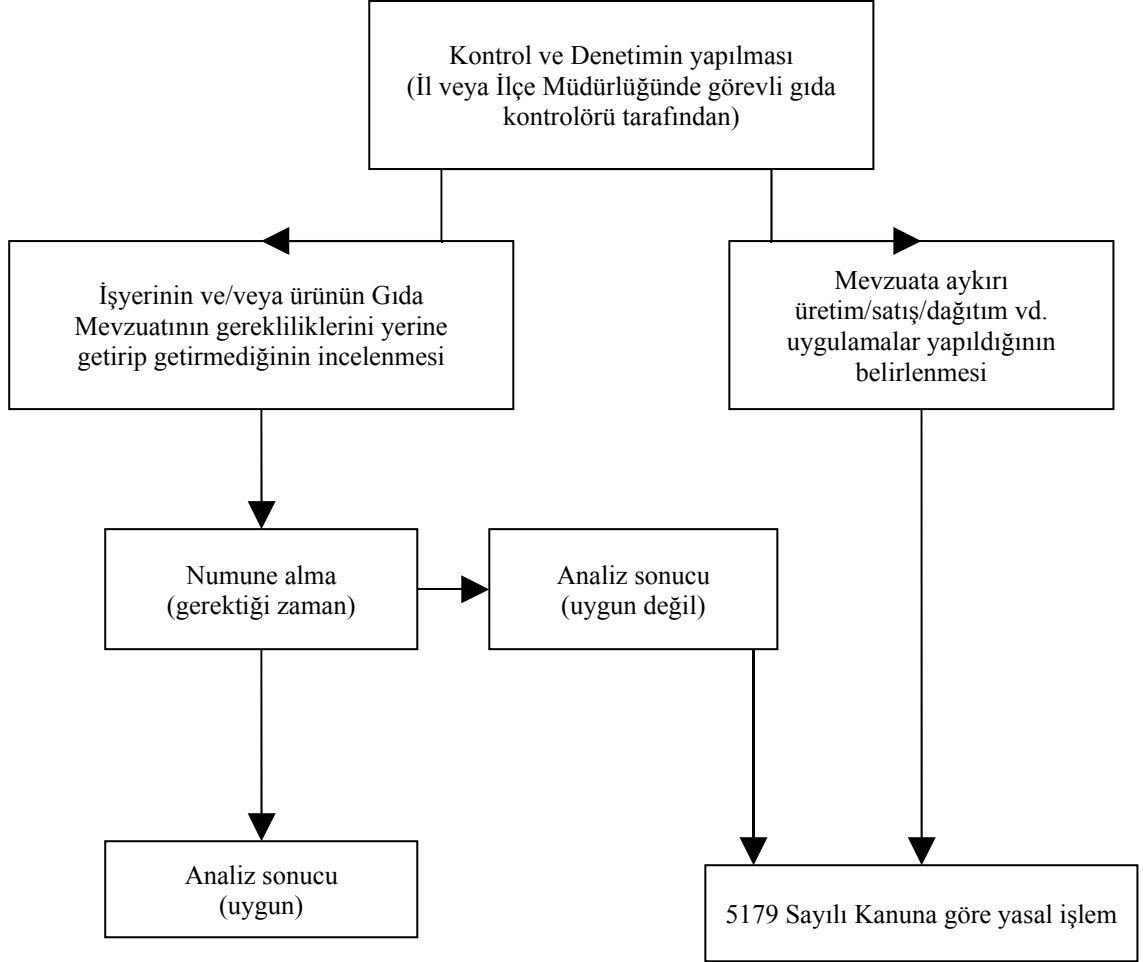 Kontrol ve Denetimin yapılması
(İl veya İlçe Müdürlüğünde görevli gıda
kontrolörü tarafından)
İşyerinin ve/veya ürünün Gıda
Mevzuatının gerekliliklerini yerine
getirip getirmediğinin incelenmesi
Mevzuata aykırı
üretim/satış/dağıtım vd.
uygulamalar yapıldığının
belirlenmesi
Numune alma
(gerektiği zaman)
Analiz sonucu
(uygun değil)
Analiz sonucu
(uygun)
5179 Sayılı Kanuna göre yasal işlem